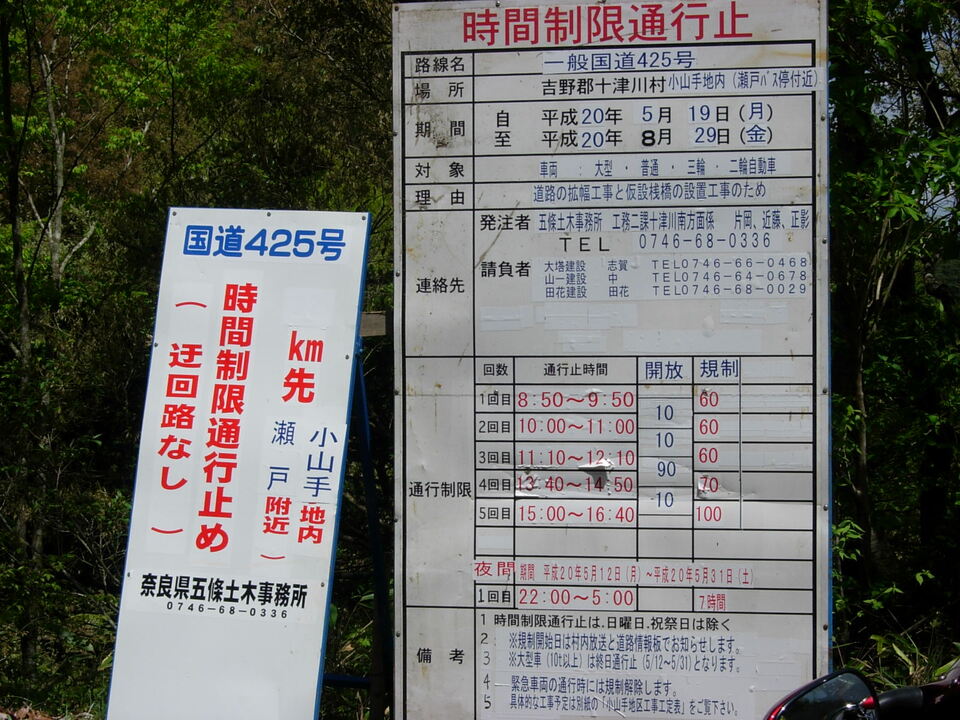 時間制限通行止
路線名 一般国道425号
場所 吉野郡十津川村小山手地内（瀬戸バス停付近）
期間 自 平成20年 5月 19日（月）
至 平成20年 8月 29日（金）
対象 車両 : 大型・普通・三輪・二輪自動車
理由 道路の拡幅工事と仮設桟橋の設置工事のため
連絡先 発注者 五條土木事務所 工務二課十津川南方面係 片岡、近藤、正影
TEL 0746-68-0336
請負者 大塔建設 志賀 TEL0746-66-0468
山一建設 中 TEL0746-64-0678
田花建設 田花 TEL0746-68-0029
通行制限 回数 通行止時間 開放 規制
1回目 8:50～9:50 60
10
2回目 10:00～11:00 60
10
3回目 11:10～12:10 60
90
4回目 13:40～14:50 70
10
5回目 15:00～16:40 100
夜間 期間 平成20年5月12日（月）～平成20年5月31日（土）
1回目 22:00～5:00 7時間
備考 1 時間制限通行止は、日曜日、祝祭日は除く
2 ※規制開始日は村内放送と道路情報板でお知らせします。
3 ※大型車（10t以上）は終日通行止（5/12～5/31）となります。
4 緊急車両の通行時には規制解除します。
5 具体的な工事予定は別紙の「小山手地区工事工定表」をご覧下さい。
国道425号
km先
小山手地内
瀬戸附近）
時間制限通行止め
（迂回路なし）
奈良県五條土木事務所
0746-68-0336